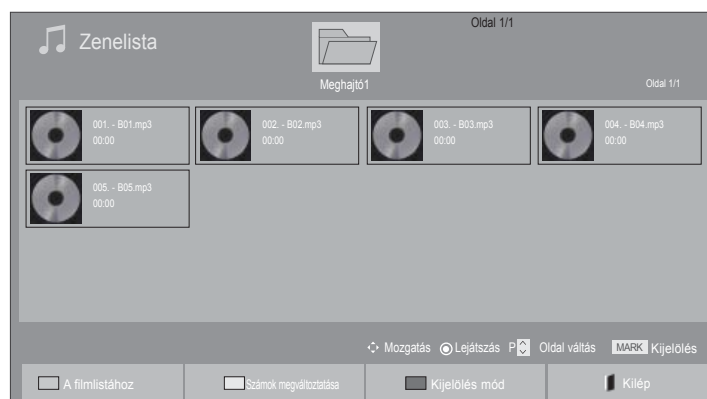 Zenelista
Oldal 1/1
Meghajtó1
Oldal 1/1
001. - B01.mp3
00:00
002. - B02.mp3
00:00
003. - B03.mp3
00:00
004. - B04.mp3
00:00
005. - B05.mp3
00:00
Mozgatás Lejátszás P Oldal váltás MARK Kijelölés
A filmlistához Számok megváltoztatása Kijelölés mód Kilép